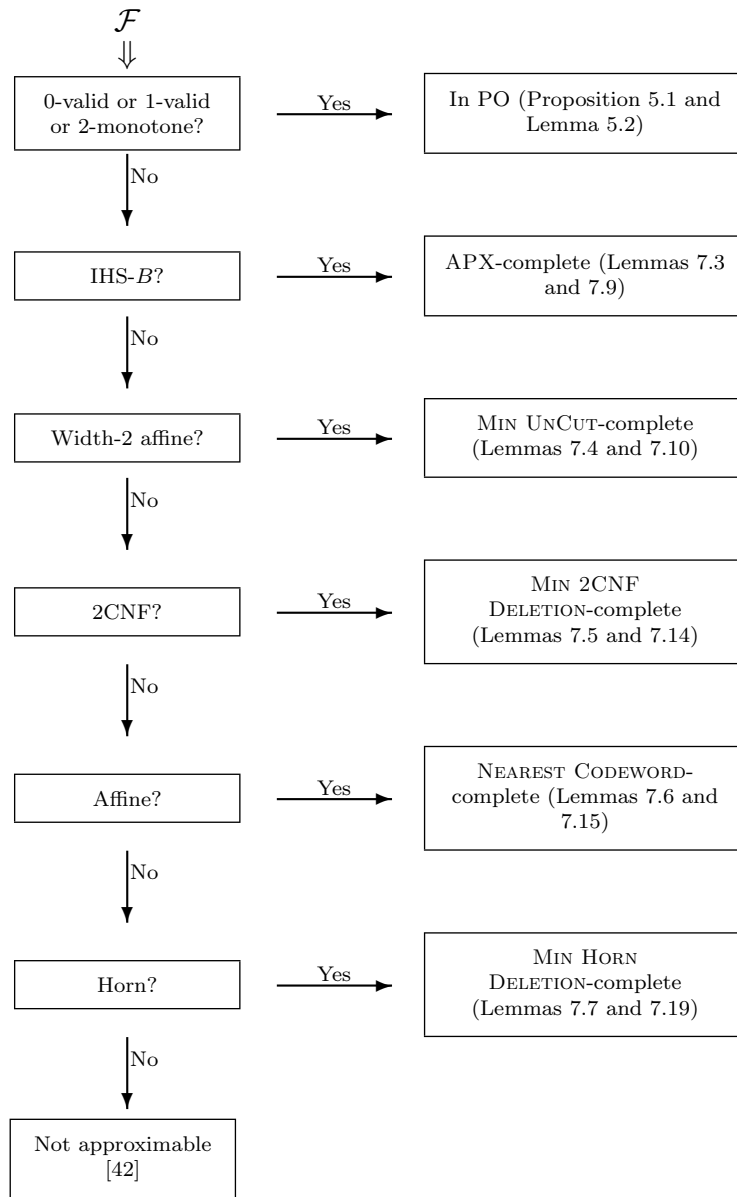 𝓕
⇓
0-valid or 1-valid
or 2-monotone?
Yes
In PO (Proposition 5.1 and
Lemma 5.2)
No
IHS-B?
Yes
APX-complete (Lemmas 7.3
and 7.9)
No
Width-2 affine?
Yes
MIN UNCUT-complete
(Lemmas 7.4 and 7.10)
No
2CNF?
Yes
MIN 2CNF
DELETION-complete
(Lemmas 7.5 and 7.14)
No
Affine?
Yes
NEAREST CODEWORD-
complete (Lemmas 7.6 and
7.15)
No
Horn?
Yes
MIN HORN
DELETION-complete
(Lemmas 7.7 and 7.19)
No
Not approximable
[42]